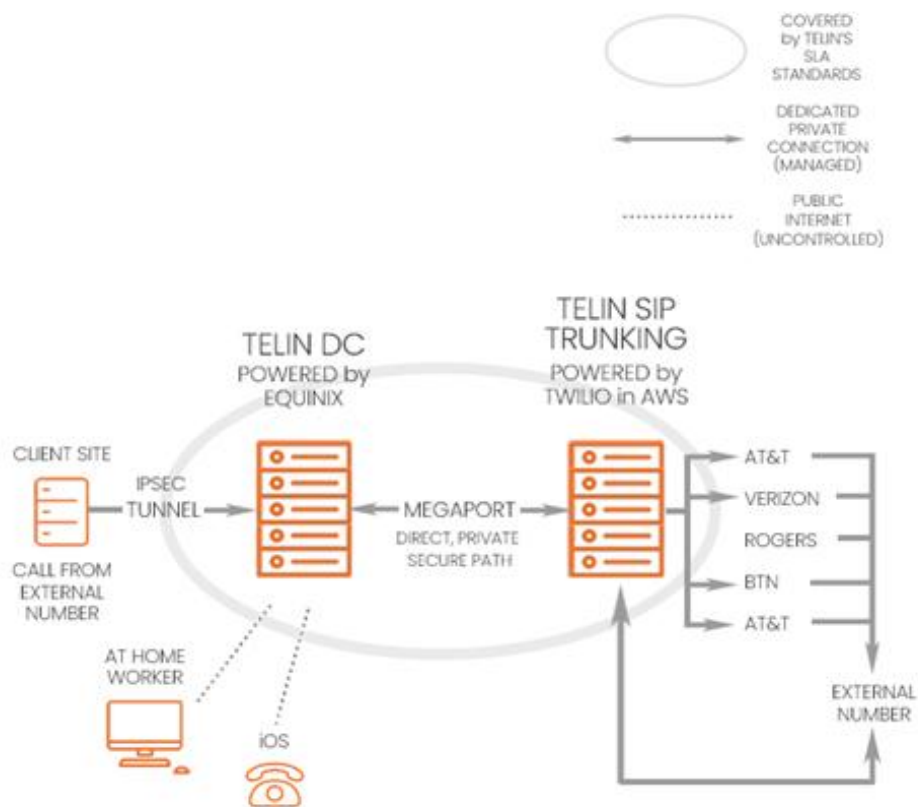 COVERED
by TELIN'S
SLA
STANDARDS
DEDICATED
PRIVATE
CONNECTION
(MANAGED)
PUBLIC
INTERNET
(UNCONTROLLED)
TELIN DC
POWERED by
EQUINIX
TELIN SIP
TRUNKING
POWERED by
TWILIO in AWS
CLIENT SITE
IPSEC
TUNNEL
CALL FROM
EXTERNAL
NUMBER
MEGAPORT
DIRECT, PRIVATE
SECURE PATH
AT&T
VERIZON
ROGERS
BTN
AT&T
AT HOME
WORKER
iOS
EXTERNAL
NUMBER